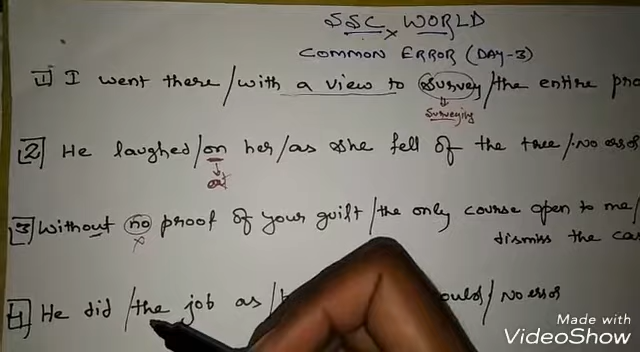 SSC WORLD
COMMON ERROR (DAY-3)
1) I went there / with a view to survey / the entire
surveying
2 He laughed / on her / as she fell of the tree / . No error
at
3 Without no proof of your guilt / the only course open to me /
x dismiss the
4 He did / the job as / / No error
Made with
VideoShow